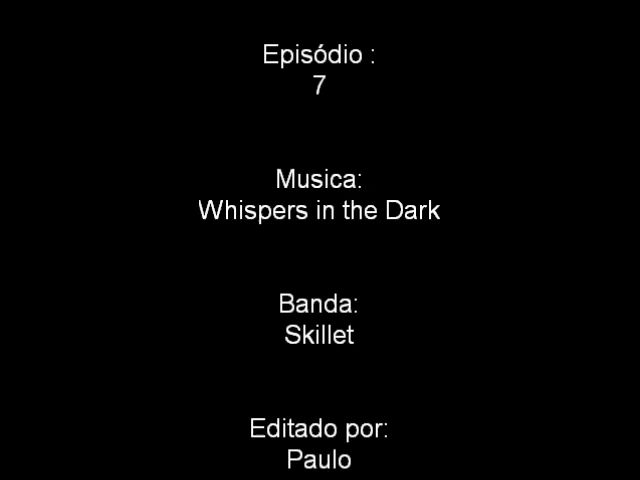 Episódio :
7
Musica:
Whispers in the Dark
Banda:
Skillet
Editado por:
Paulo